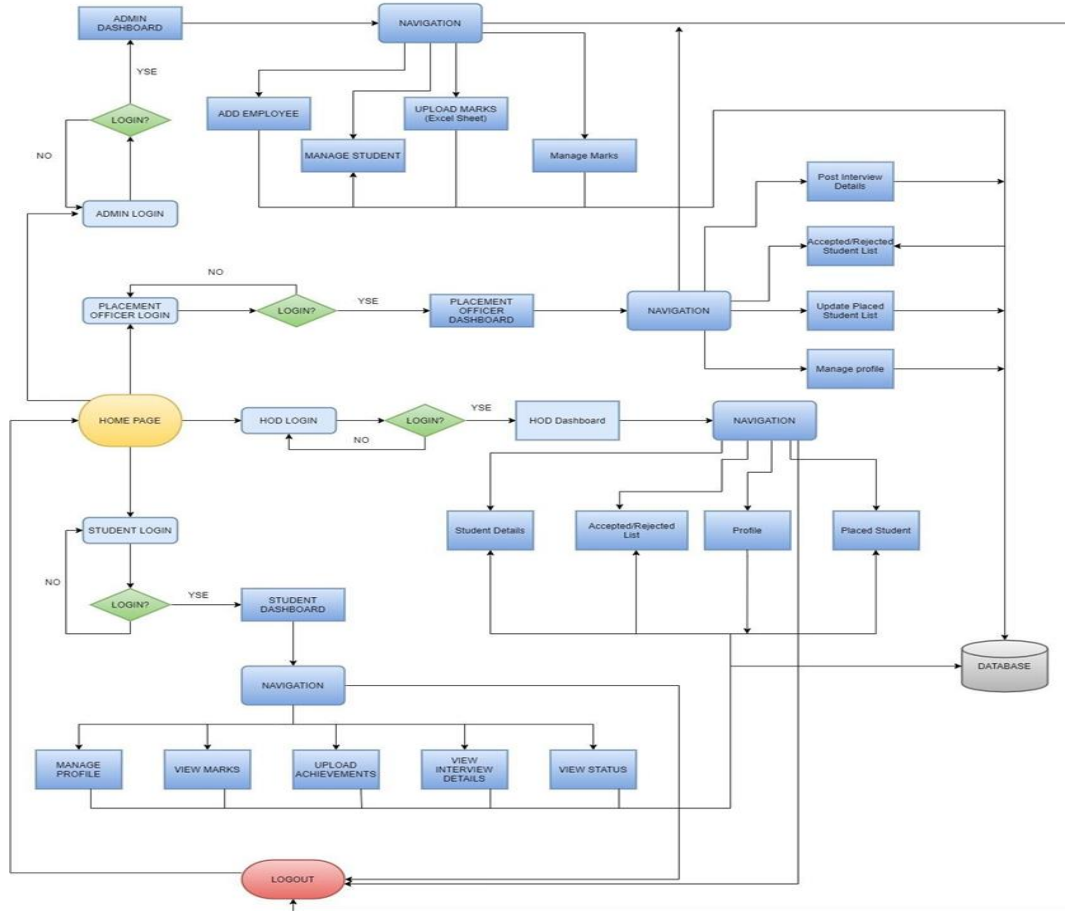 ADMIN
DASHBOARD
NAVIGATION
YSE
ADD EMPLOYEE
UPLOAD MARKS
(Excel Sheet)
LOGIN?
NO
MANAGE STUDENT
Manage Marks
ADMIN LOGIN
Post Interview
Details
Accepted/Rejected
Student List
NO
PLACEMENT
OFFICER LOGIN
LOGIN?
YSE
PLACEMENT
OFFICER
DASHBOARD
NAVIGATION
Update Placed
Student List
Manage profile
HOME PAGE
HOD LOGIN
LOGIN?
NO
YSE
HOD Dashboard
NAVIGATION
STUDENT LOGIN
Student Details
Accepted/Rejected
List
Profile
Placed Student
NO
LOGIN?
YSE
STUDENT
DASHBOARD
DATABASE
NAVIGATION
MANAGE
PROFILE
VIEW MARKS
UPLOAD
ACHIEVEMENTS
VIEW
INTERVIEW
DETAILS
VIEW STATUS
LOGOUT